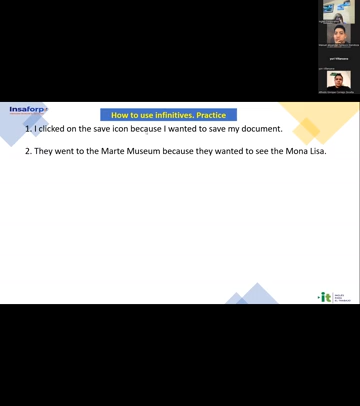 Insaforp
How to use infinitives. Practice
1. I clicked on the save icon because I wanted to save my document.
2. They went to the Marte Museum because they wanted to see the Mona Lisa.
it